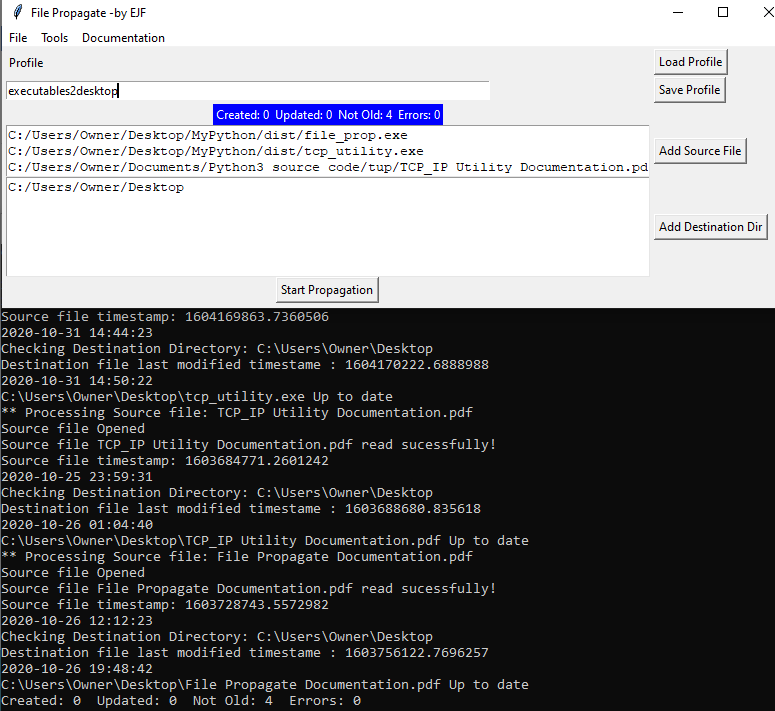 File Propagate -by EJF
File Tools Documentation
Profile
Load Profile
executables2desktop
Save Profile
Created: 0 Updated: 0 Not Old: 4 Errors: 0
C:/Users/Owner/Desktop/MyPython/dist/file_prop.exe
C:/Users/Owner/Desktop/MyPython/dist/tcp_utility.exe
Add Source File
C:/Users/Owner/Documents/Python3 source code/tup/TCP_IP Utility Documentation.pd
C:/Users/Owner/Desktop
Add Destination Dir
Start Propagation
Source file timestamp: 1604169863.7360506
2020-10-31 14:44:23
Checking Destination Directory: C:\Users\Owner\Desktop
Destination file last modified timestame : 1604170222.6888988
2020-10-31 14:50:22
C:\Users\Owner\Desktop\tcp_utility.exe Up to date
** Processing Source file: TCP_IP Utility Documentation.pdf
Source file Opened
Source file TCP_IP Utility Documentation.pdf read sucessfully!
Source file timestamp: 1603684771.2601242
2020-10-25 23:59:31
Checking Destination Directory: C:\Users\Owner\Desktop
Destination file last modified timestame : 1603688680.835618
2020-10-26 01:04:40
C:\Users\Owner\Desktop\TCP_IP Utility Documentation.pdf Up to date
** Processing Source file: File Propagate Documentation.pdf
Source file Opened
Source file File Propagate Documentation.pdf read sucessfully!
Source file timestamp: 1603728743.5572982
2020-10-26 12:12:23
Checking Destination Directory: C:\Users\Owner\Desktop
Destination file last modified timestame : 1603756122.7696257
2020-10-26 19:48:42
C:\Users\Owner\Desktop\File Propagate Documentation.pdf Up to date
Created: 0 Updated: 0 Not Old: 4 Errors: 0